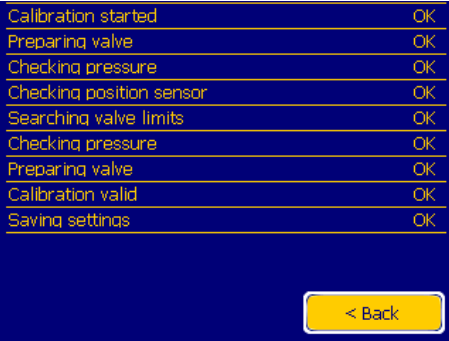 Calibration started OK
Preparing valve OK
Checking pressure OK
Checking position sensor OK
Searching valve limits OK
Checking pressure OK
Preparing valve OK
Calibration valid OK
Saving settings OK
< Back